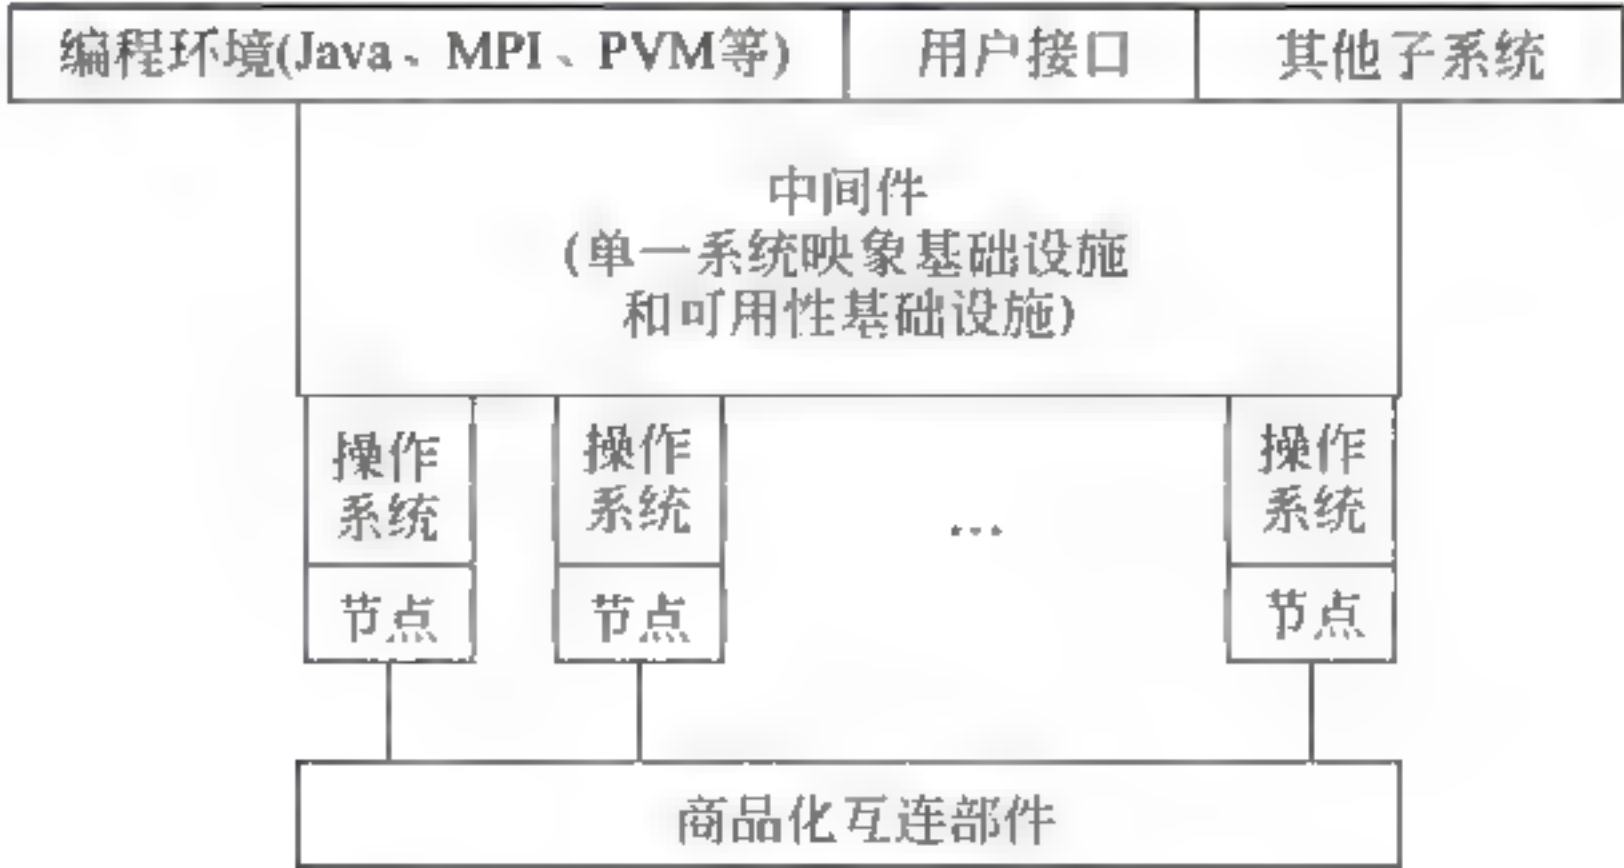 编程环境(Java、MPI、PVM等) 用户接口 其他子系统
中间件
(单一系统映象基础设施
和可用性基础设施)
操作 操作 操作
系统 系统 … 系统
节点 节点 节点
商品化互连部件